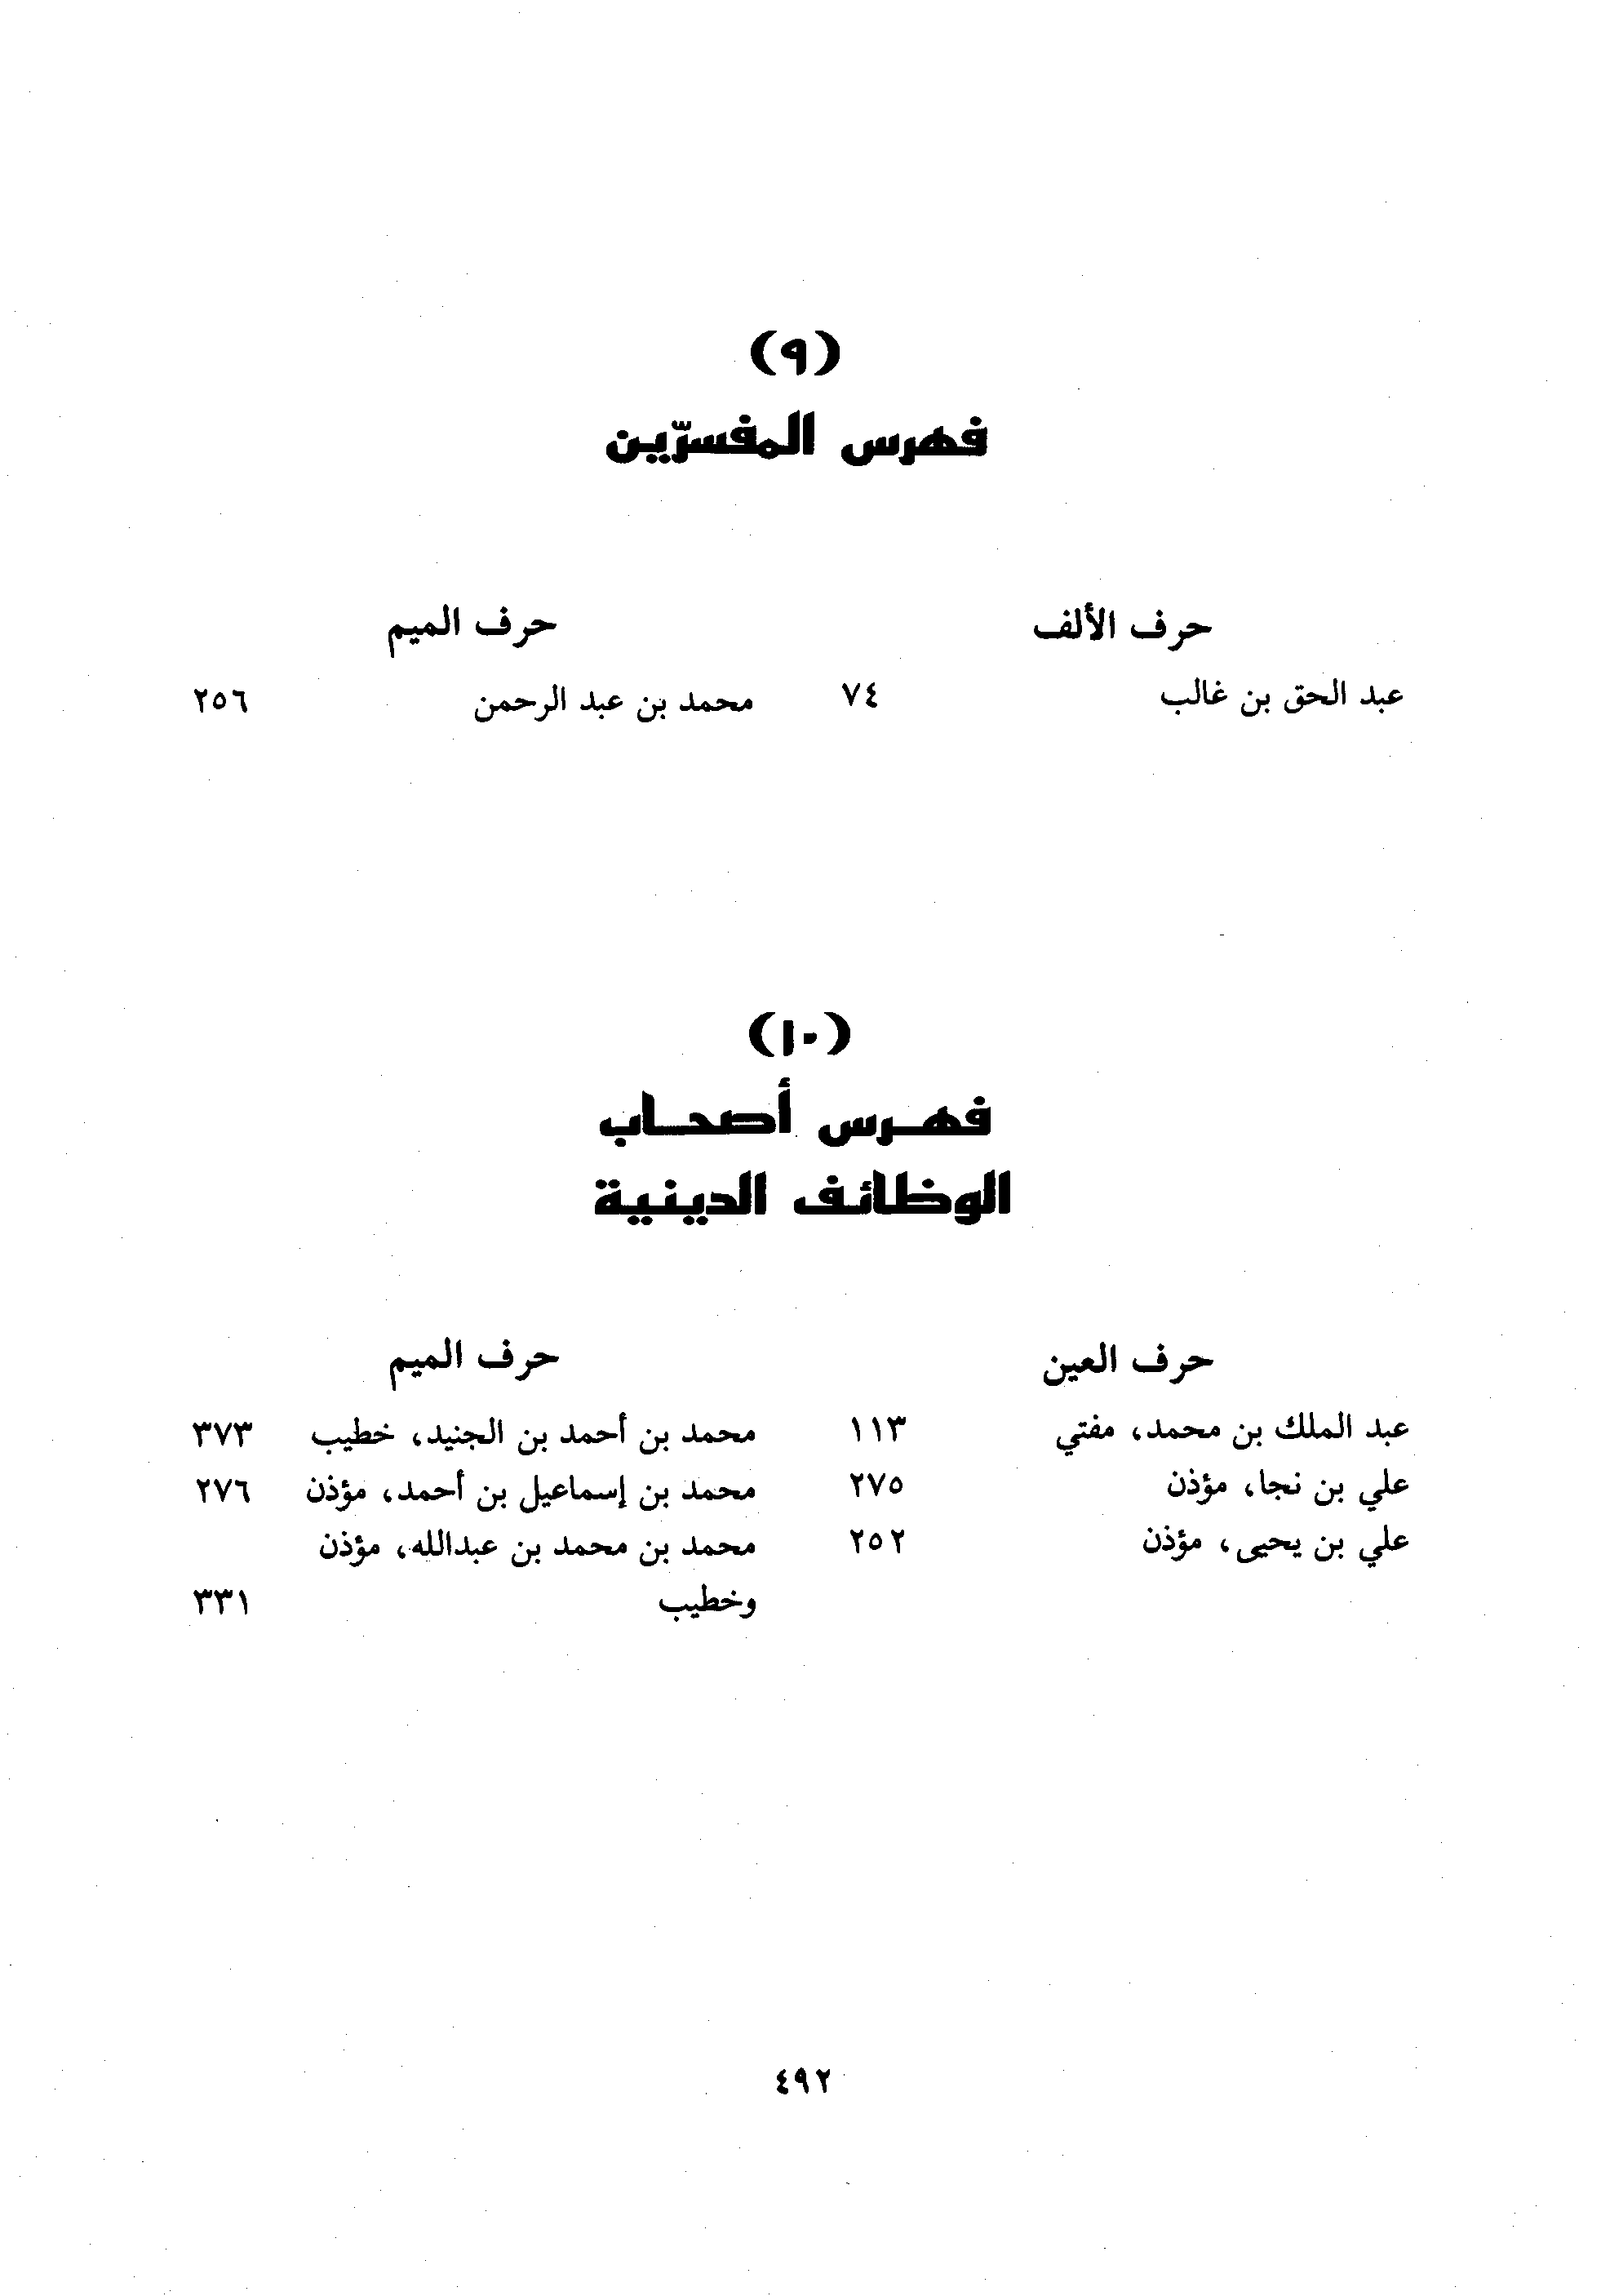 (٩)
فهرس المفسرّين
حرف الألف
عبد الحق بن غالب ٧٤
حرف الميم
محمد بن عبد الرحمن ٢٥٦
(١٠)
فهرس أصحاب
الوظائف الدينية
حرف العين
عبد الملك بن محمد، مفتي ١١٣
علي بن نجا، مؤذن ٢٧٥
علي بن يحيى، مؤذن ٢٥٢
حرف الميم
محمد بن أحمد بن الجنيد، خطيب ٣٧٣
محمد بن إسماعيل بن أحمد، مؤذن ٢٧٦
محمد بن محمد بن عبدالله، مؤذن
وخطيب ٣٣١
٤٩٢